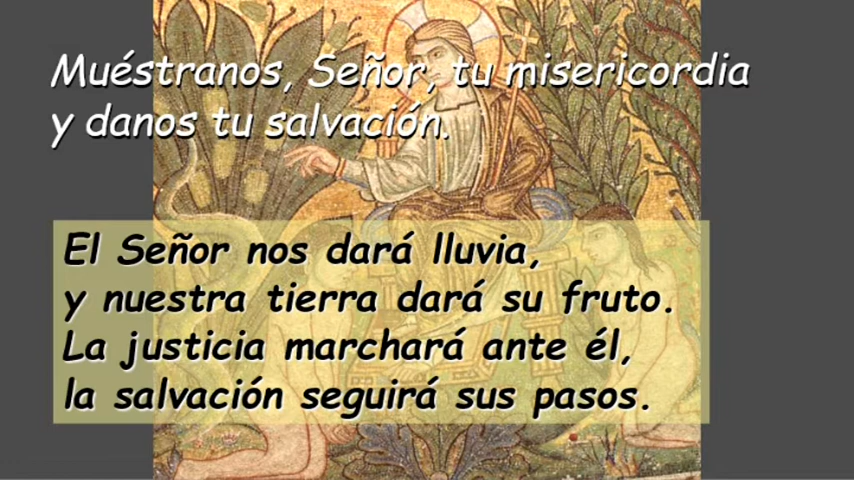 Muéstranos, Señor, tu misericordia
y danos tu salvación.
El Señor nos dará lluvia,
y nuestra tierra dará su fruto.
La justicia marchará ante él,
la salvación seguirá sus pasos.